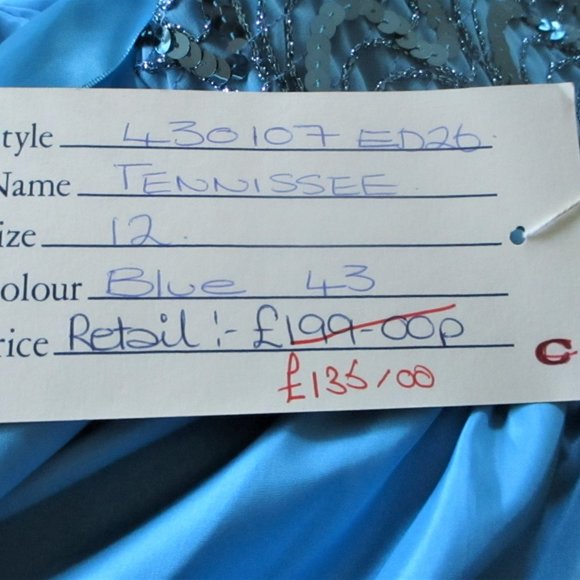 tyle 430107 ED26
Name TENNISSEE
ize 12.
olour Blue 43
rice Retail :- £199-00p
£135/00
C